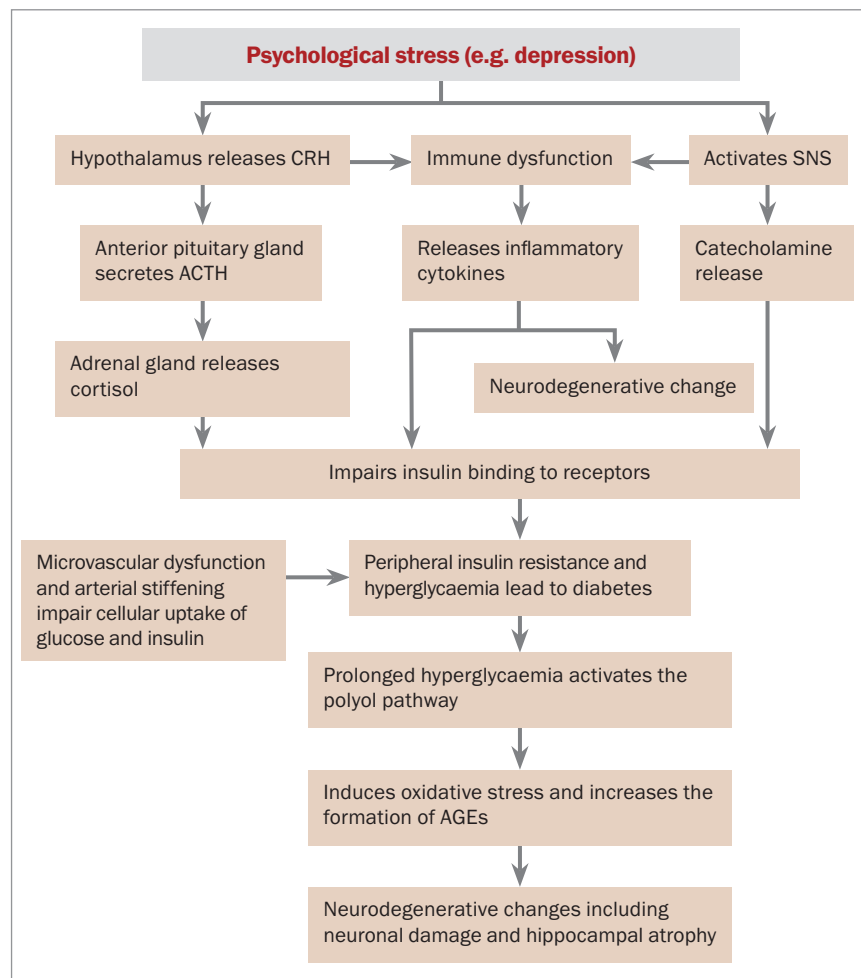 Psychological stress (e.g. depression)
Hypothalamus releases CRH
Immune dysfunction
Activates SNS
Anterior pituitary gland
secretes ACTH
Releases inflammatory
cytokines
Catecholamine
release
Adrenal gland releases
cortisol
Neurodegenerative change
Impairs insulin binding to receptors
Microvascular dysfunction
and arterial stiffening
impair cellular uptake of
glucose and insulin
Peripheral insulin resistance and
hyperglycaemia lead to diabetes
Prolonged hyperglycaemia activates the
polyol pathway
Induces oxidative stress and increases the
formation of AGEs
Neurodegenerative changes including
neuronal damage and hippocampal atrophy